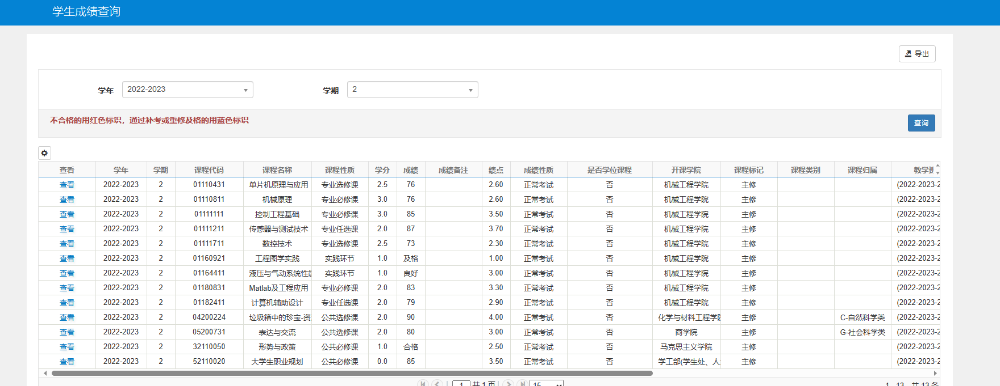 学生成绩查询
导出
学年 2022-2023 学期 2
不合格的用红色标识，通过补考或重修及格的用蓝色标识
查询
查看 学年 学期 课程代码 课程名称 课程性质 学分 成绩 成绩备注 绩点 成绩性质 是否学位课程 开课学院 课程标记 课程类别 课程归属 教学班
查看 2022-2023 2 01110431 单片机原理与应用 专业选修课 2.5 76 2.60 正常考试 否 机械工程学院 主修 (2022-2023-2
查看 2022-2023 2 01110811 机械原理 专业必修课 3.0 76 2.60 正常考试 否 机械工程学院 主修 (2022-2023-2
查看 2022-2023 2 01111111 控制工程基础 专业必修课 3.0 85 3.50 正常考试 否 机械工程学院 主修 (2022-2023-2
查看 2022-2023 2 01111211 传感器与测试技术 专业任选课 2.0 87 3.70 正常考试 否 机械工程学院 主修 (2022-2023-2
查看 2022-2023 2 01111711 数控技术 专业选修课 2.5 73 2.30 正常考试 否 机械工程学院 主修 (2022-2023-2
查看 2022-2023 2 01160921 工程图学实践 实践环节 1.0 及格 1.00 正常考试 否 机械工程学院 主修 (2022-2023-2
查看 2022-2023 2 01164411 液压与气动系统性能 实践环节 1.0 良好 3.00 正常考试 否 机械工程学院 主修 (2022-2023-2
查看 2022-2023 2 01180831 Matlab及工程应用 专业必修课 2.0 83 3.30 正常考试 否 机械工程学院 主修 (2022-2023-2
查看 2022-2023 2 01182411 计算机辅助设计 专业任选课 2.0 79 2.90 正常考试 否 机械工程学院 主修 (2022-2023-2
查看 2022-2023 2 04200224 垃圾箱中的珍宝-资 公共选修课 2.0 90 4.00 正常考试 否 化学与材料工程学院 主修 C-自然科学类 (2022-2023-2
查看 2022-2023 2 05200731 表达与交流 公共选修课 2.0 80 3.00 正常考试 否 商学院 主修 G-社会科学类 (2022-2023-2
查看 2022-2023 2 32110050 形势与政策 公共必修课 1.0 合格 2.50 正常考试 否 马克思主义学院 主修 (2022-2023-2
查看 2022-2023 2 52110020 大学生职业规划 公共必修课 0.0 85 3.50 正常考试 否 学工部(学生处、人 主修 (2022-2023-2
1 共 1 页 15 1 - 13 共 13 条